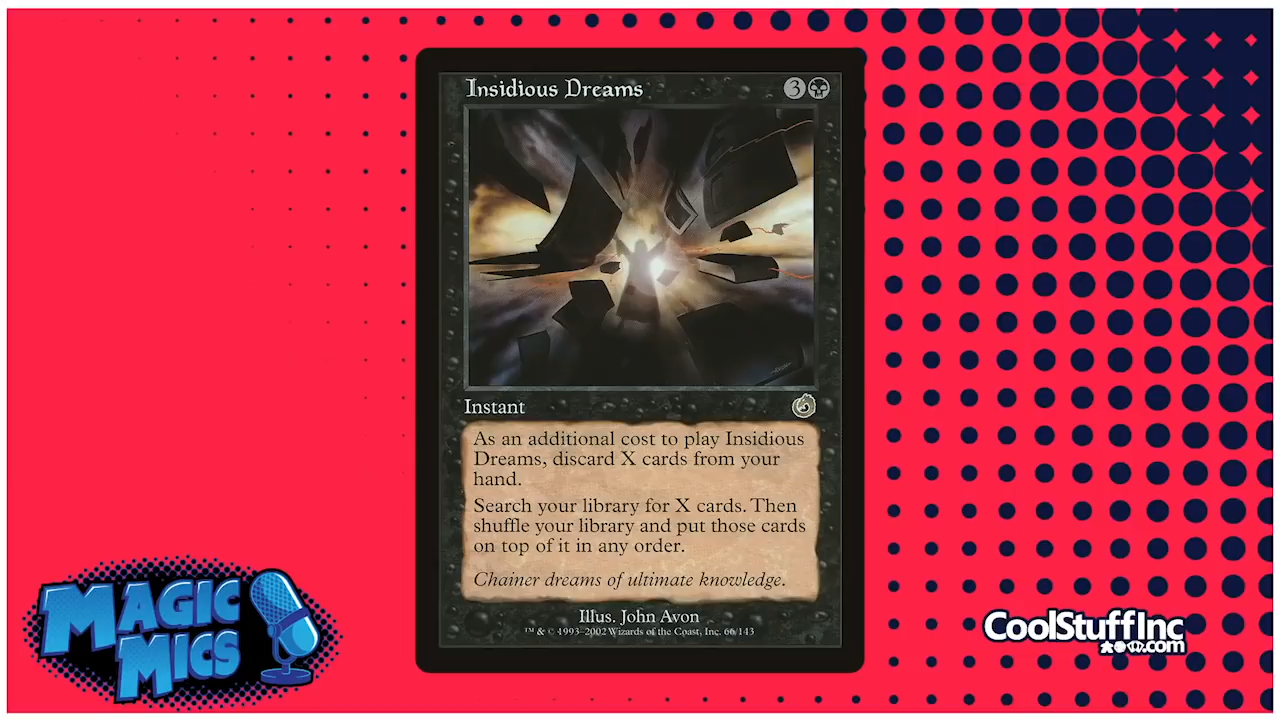 Insidious Dreams
3
Instant
As an additional cost to play Insidious
Dreams, discard X cards from your
hand.
Search your library for X cards. Then
shuffle your library and put those cards
on top of it in any order.
Chainer dreams of ultimate knowledge.
Illus. John Avon
™ & © 1993–2002 Wizards of the Coast, Inc. 66/143
MAGIC
MICS
CoolStuffInc
.com